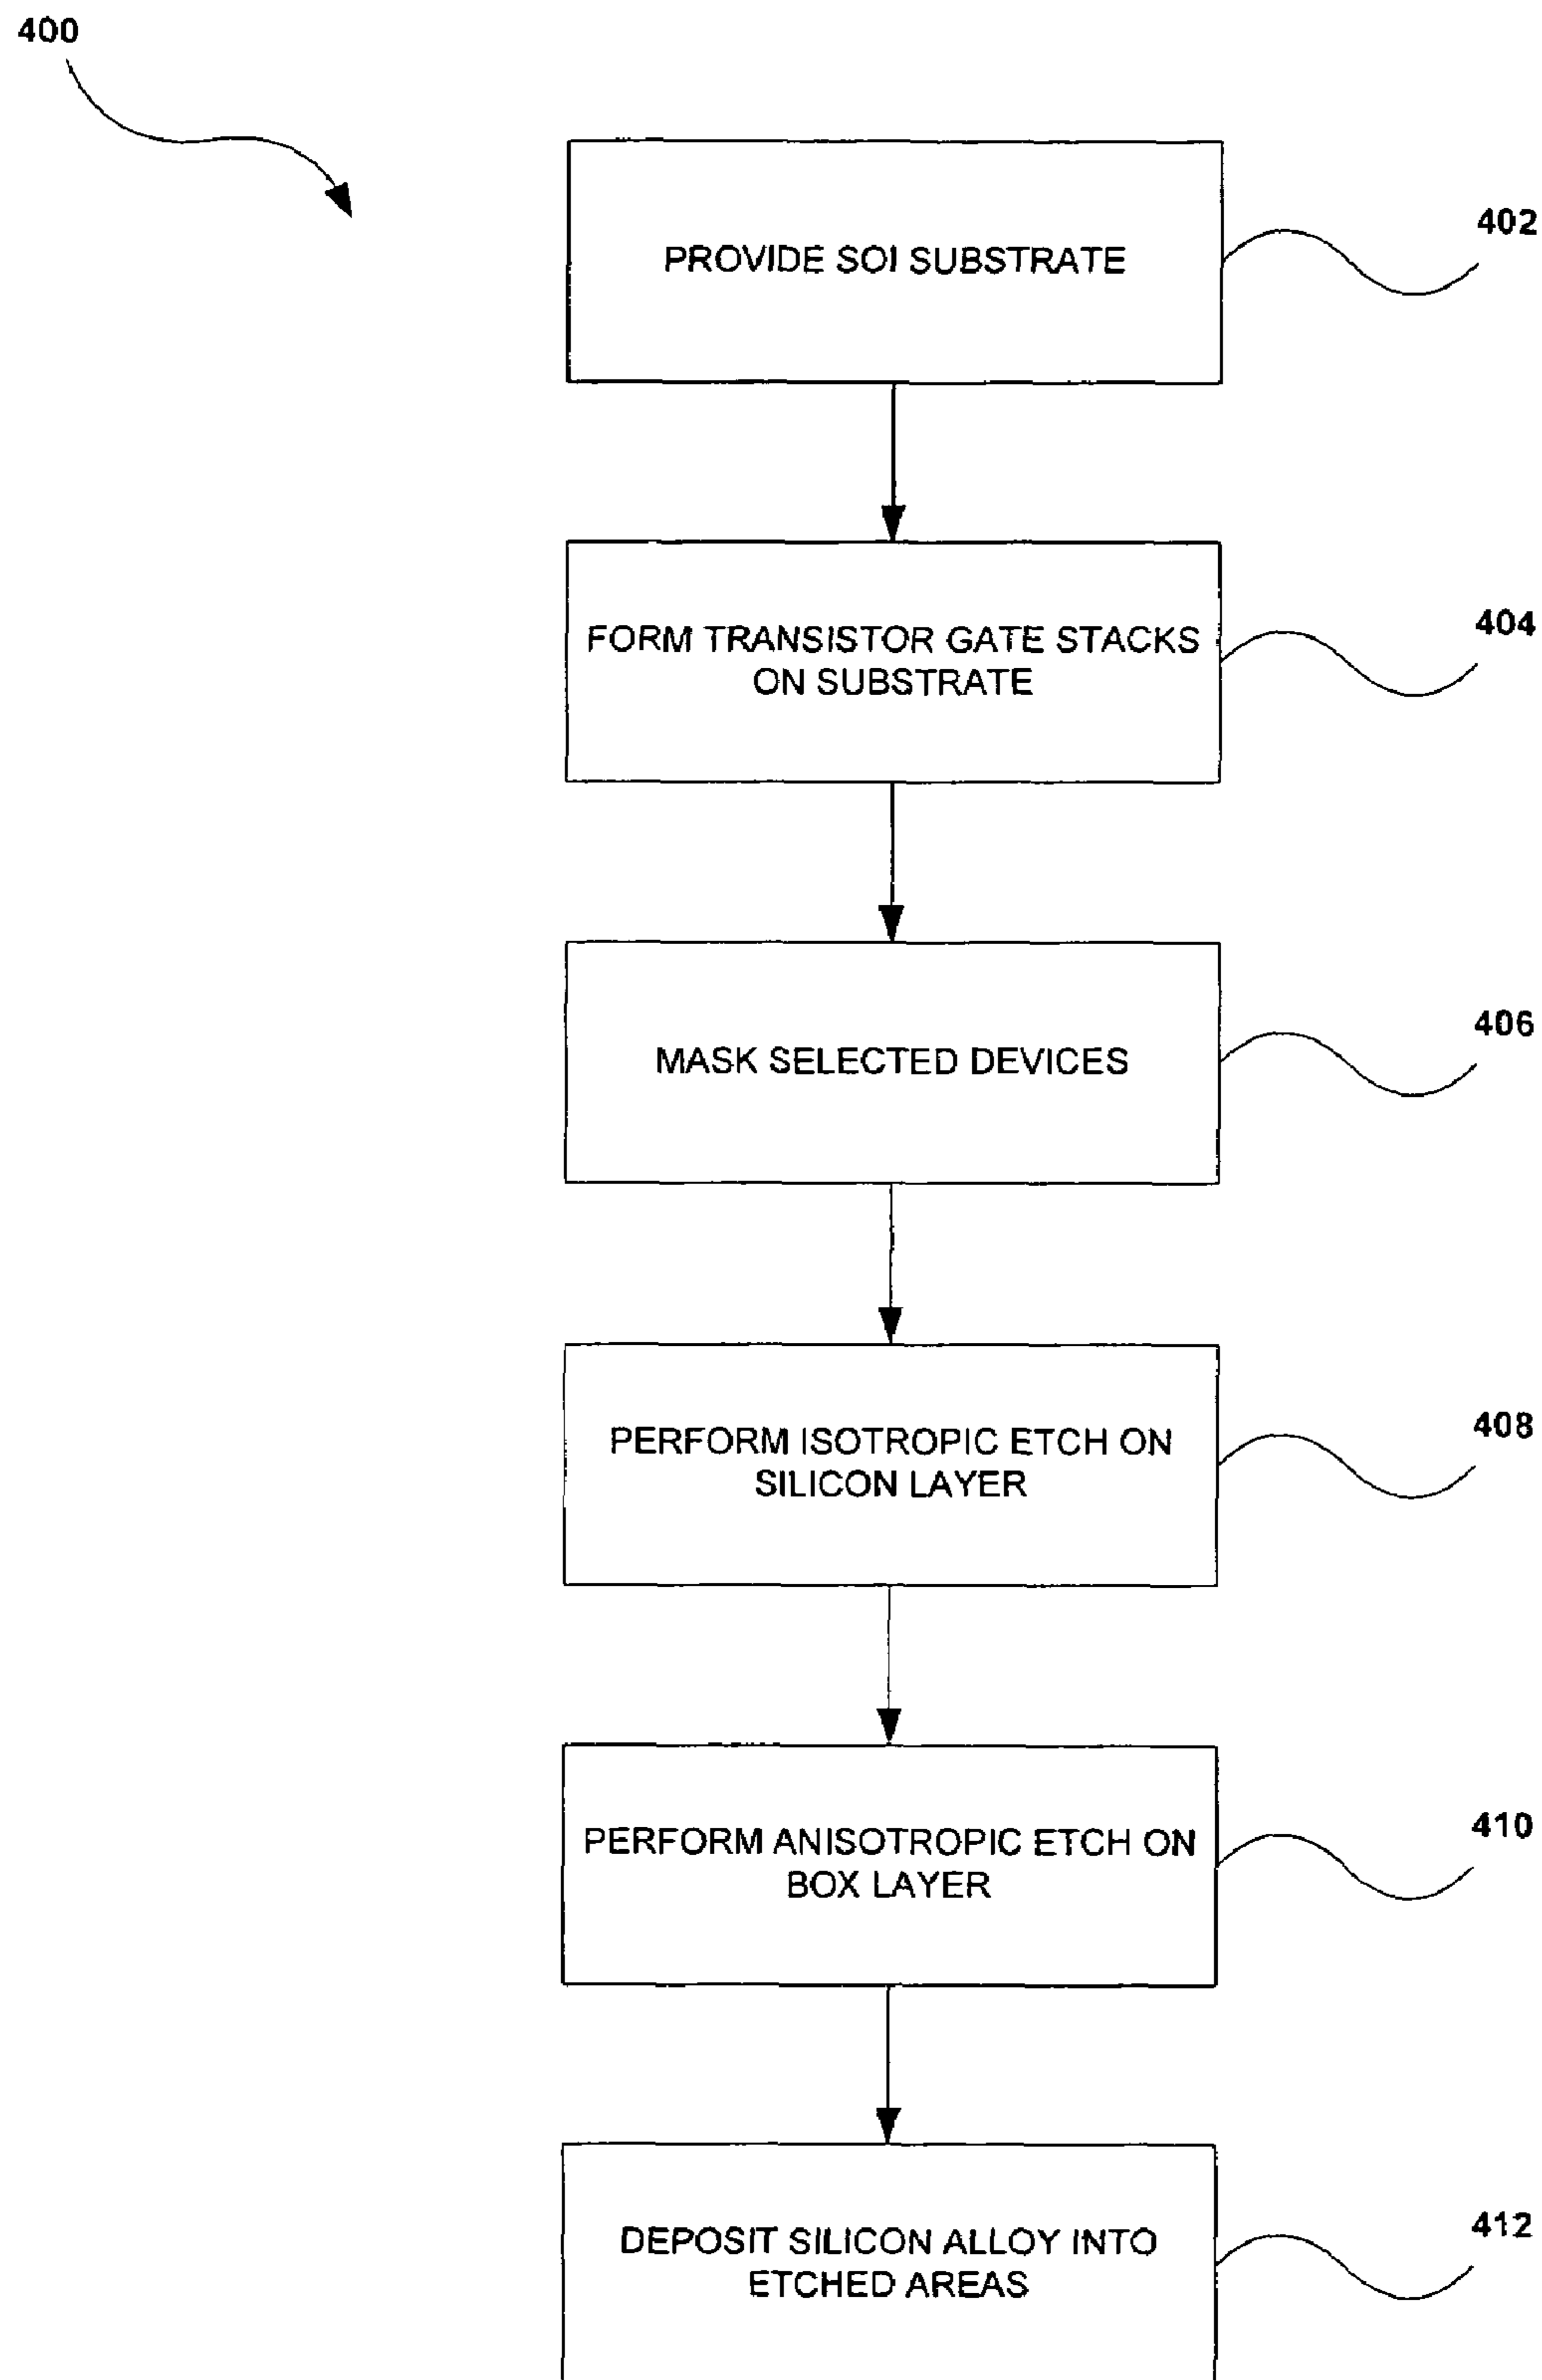 400
PROVIDE SOI SUBSTRATE
402
FORM TRANSISTOR GATE STACKS
ON SUBSTRATE
404
MASK SELECTED DEVICES
406
PERFORM ISOTROPIC ETCH ON
SILICON LAYER
408
PERFORM ANISOTROPIC ETCH ON
BOX LAYER
410
DEPOSIT SILICON ALLOY INTO
ETCHED AREAS
412